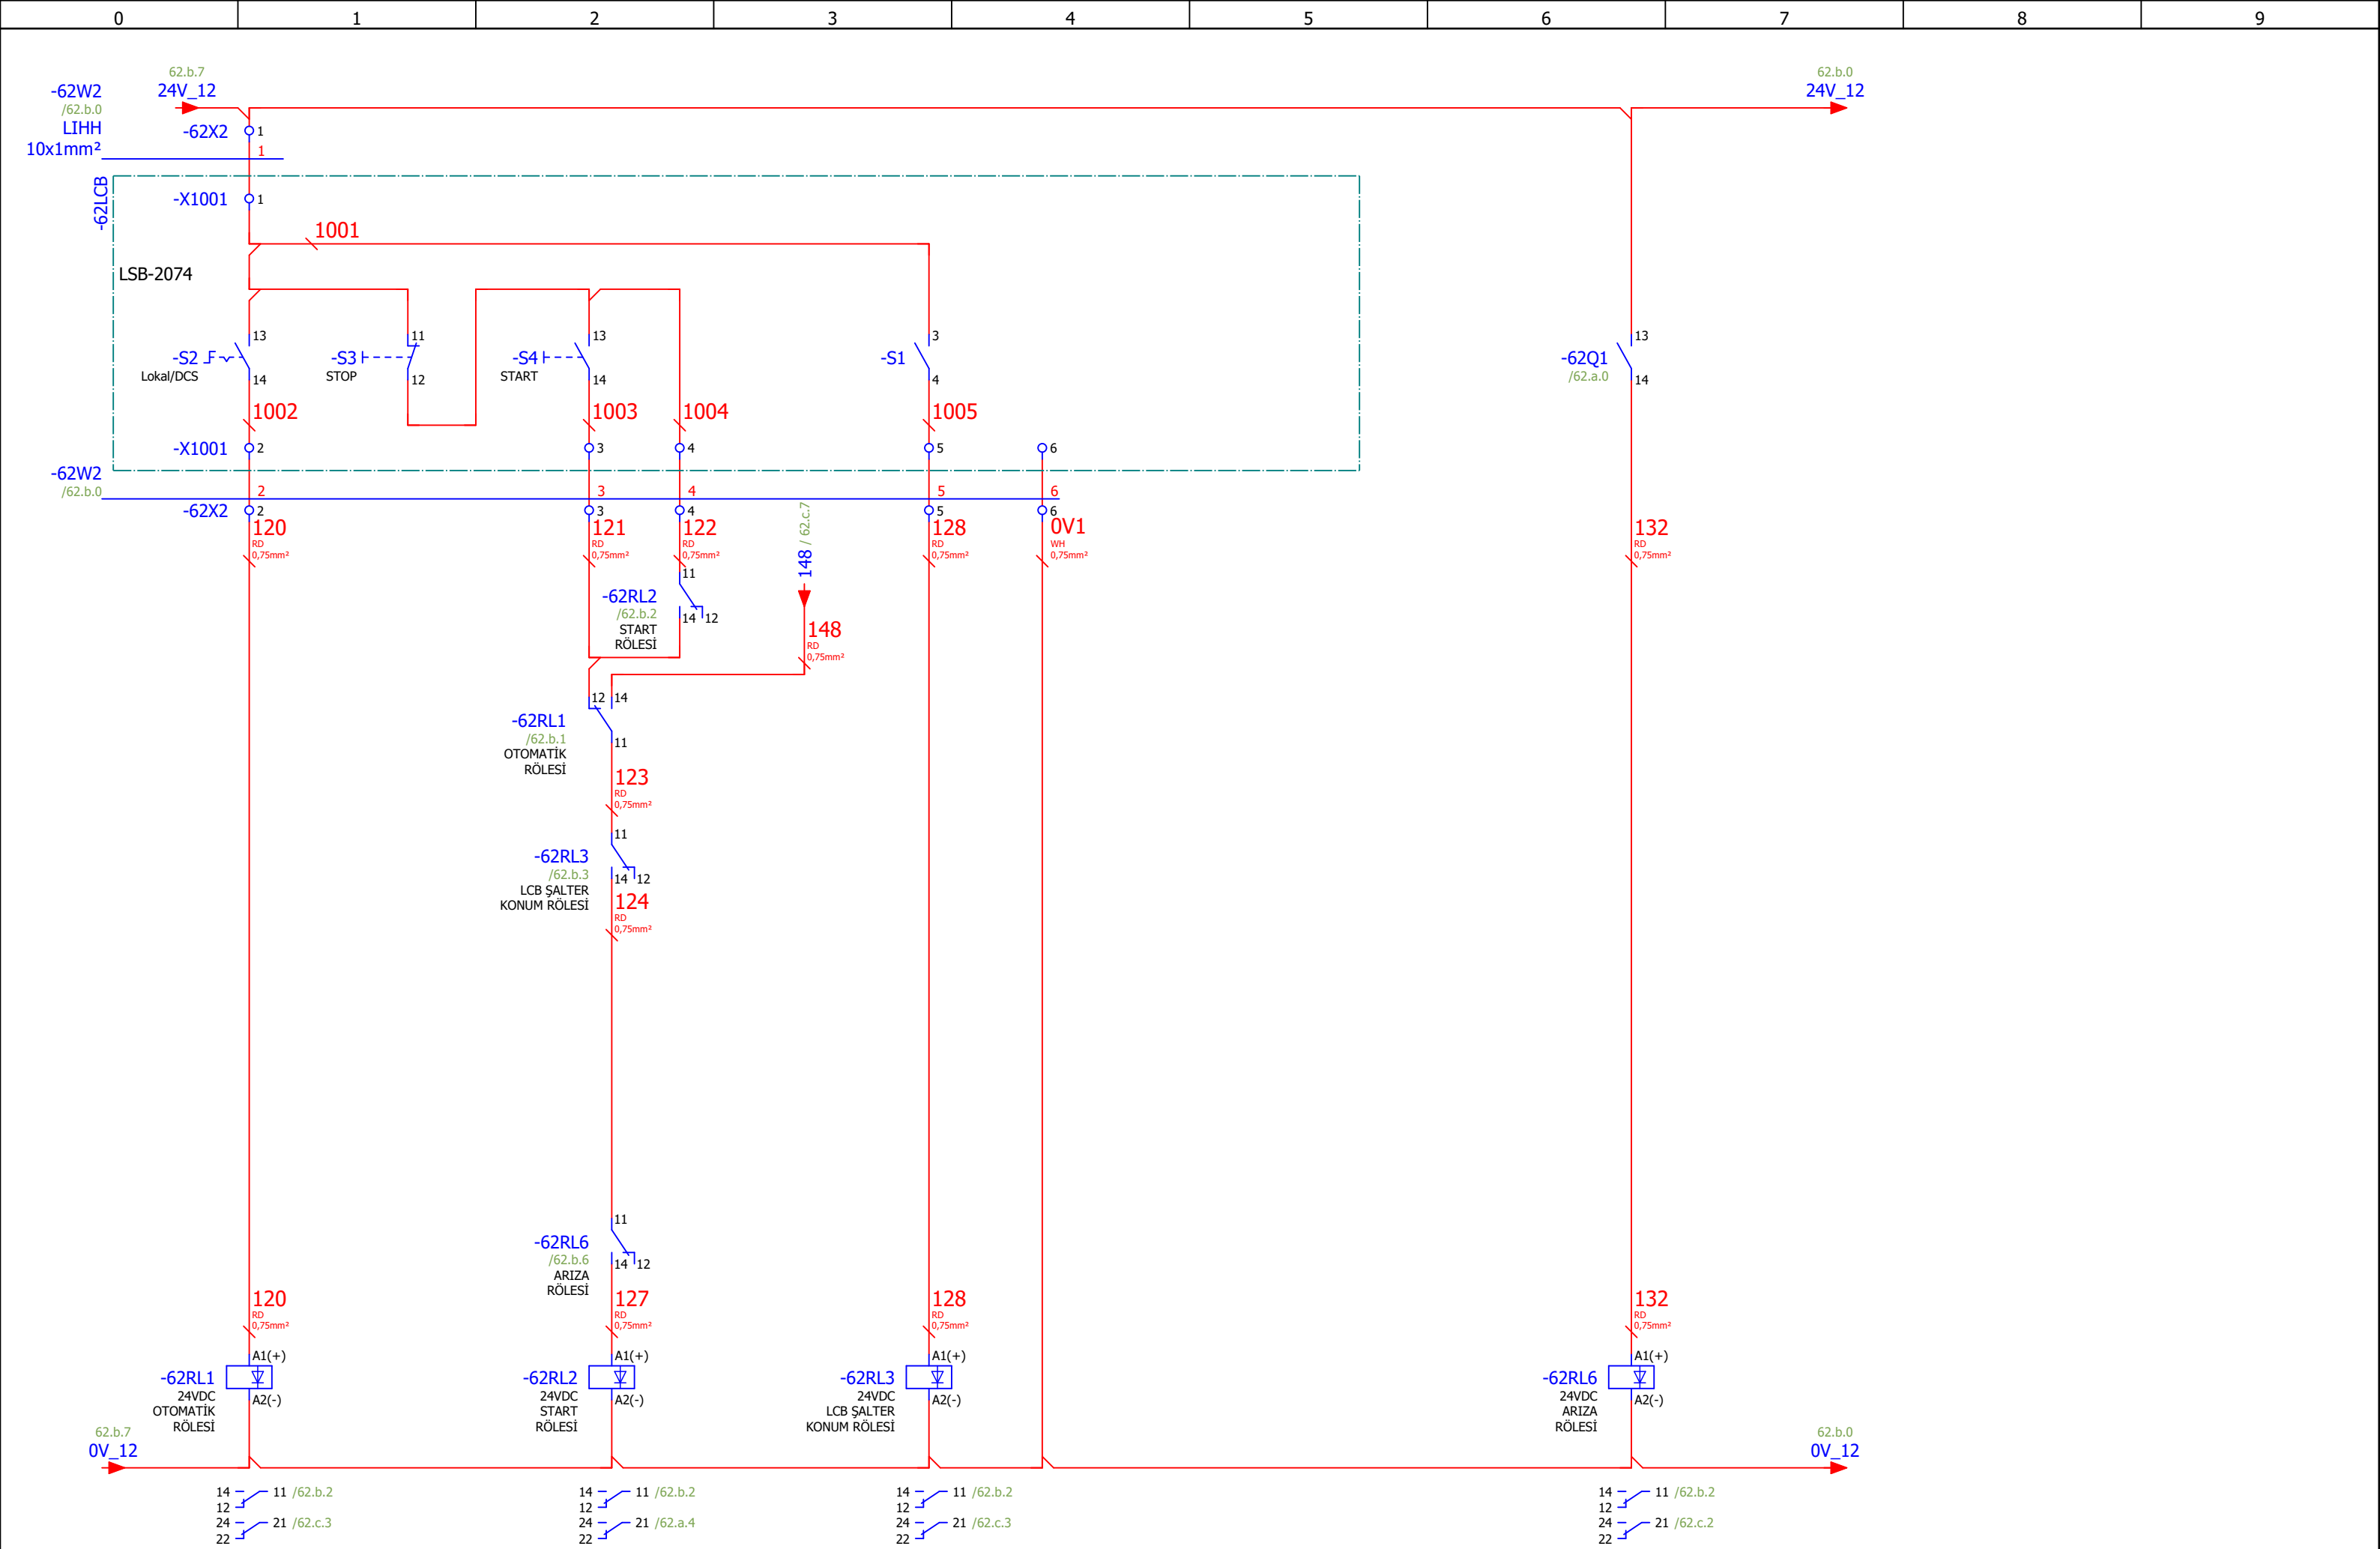 0 1 2 3 4 5 6 7 8 9
62.b.7
24V_12
62.b.0
24V_12
-62W2
/62.b.0
LIHH
10x1mm²
-62X2 1
1
-62LCB
-X1001 1
1001
LSB-2074
-S2
Lokal/DCS
13
14
-S3
STOP
11
12
-S4
START
13
14
-S1
3
4
-62Q1
/62.a.0
13
14
1002
1003
1004
1005
-X1001 2 3 4 5 6
-62W2
/62.b.0
2 3 4 5 6
-62X2 2 3 4 5 6
120
RD
0,75mm²
121
RD
0,75mm²
122
RD
0,75mm²
148 / 62.c.7
128
RD
0,75mm²
0V1
WH
0,75mm²
132
RD
0,75mm²
-62RL2
/62.b.2
START
RÖLESİ
11
14 12
148
RD
0,75mm²
12 14
-62RL1
/62.b.1
OTOMATİK
RÖLESİ
11
123
RD
0,75mm²
11
-62RL3
/62.b.3
LCB ŞALTER
KONUM RÖLESİ
14 12
124
RD
0,75mm²
11
-62RL6
/62.b.6
ARIZA
RÖLESİ
14 12
120
RD
0,75mm²
127
RD
0,75mm²
128
RD
0,75mm²
132
RD
0,75mm²
A1(+)
-62RL1
24VDC
OTOMATİK
RÖLESİ
A2(-)
A1(+)
-62RL2
24VDC
START
RÖLESİ
A2(-)
A1(+)
-62RL3
24VDC
LCB ŞALTER
KONUM RÖLESİ
A2(-)
A1(+)
-62RL6
24VDC
ARIZA
RÖLESİ
A2(-)
62.b.7
0V_12
62.b.0
0V_12
14 11 /62.b.2
12
24 21 /62.c.3
22
14 11 /62.b.2
12
24 21 /62.a.4
22
14 11 /62.b.2
12
24 21 /62.c.3
22
14 11 /62.b.2
12
24 21 /62.c.2
22